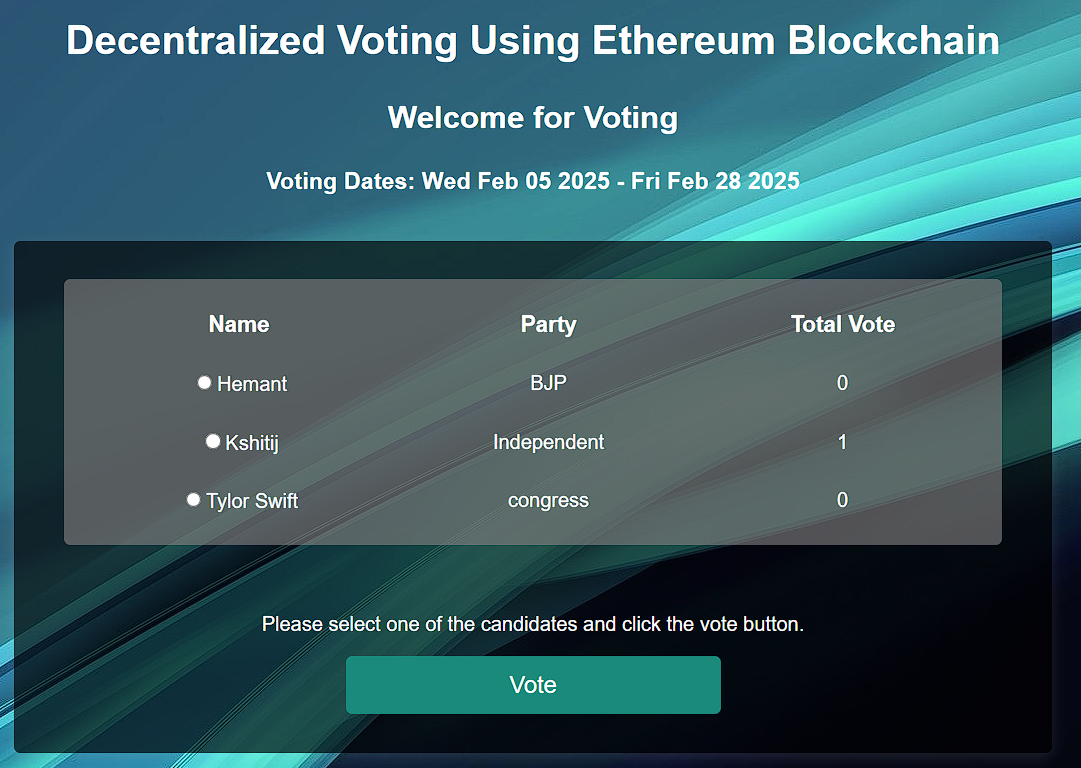 Decentralized Voting Using Ethereum Blockchain
Welcome for Voting
Voting Dates: Wed Feb 05 2025 - Fri Feb 28 2025
Name Party Total Vote
Hemant BJP 0
Kshitij Independent 1
Tylor Swift congress 0
Please select one of the candidates and click the vote button.
Vote